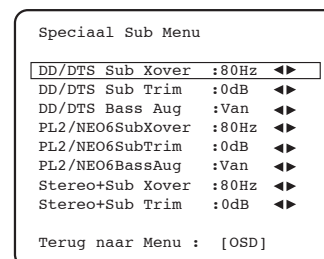 Speciaal Sub Menu
DD/DTS Sub Xover :80Hz ◀▶
DD/DTS Sub Trim :0dB ◀▶
DD/DTS Bass Aug :Van ◀▶
PL2/NEO6SubXover :80Hz ◀▶
PL2/NEO6SubTrim :0dB ◀▶
PL2/NEO6BassAug :Van ◀▶
Stereo+Sub Xover :80Hz ◀▶
Stereo+Sub Trim :0dB ◀▶
Terug naar Menu : [OSD]